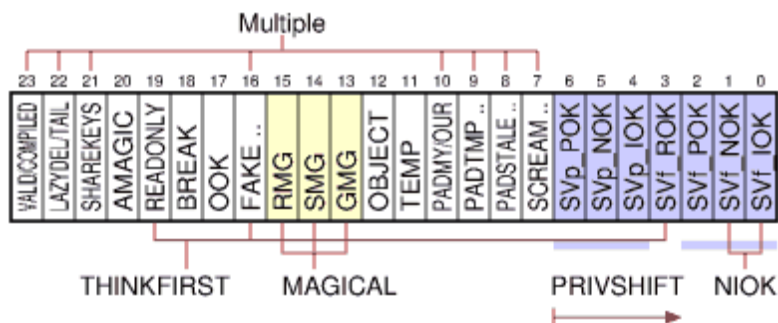 Multiple
23 22 21 20 19 18 17 16 15 14 13 12 11 10 9 8 7 6 5 4 3 2 1 0
VALD/COMPILED
LAZYDEL/TAIL
SHAREKEYS
AMAGIC
READONLY
BREAK
OOK
FAKE ..
RMG
SMG
GMG
OBJECT
TEMP
PADMY/OUR
PADTMP ..
PADSTALE ..
SCREAM ..
SVp_POK
SVp_NOK
SVp_IOK
SVf_ROK
SVf_POK
SVf_NOK
SVf_IOK
THINKFIRST MAGICAL PRIVSHIFT NIOK